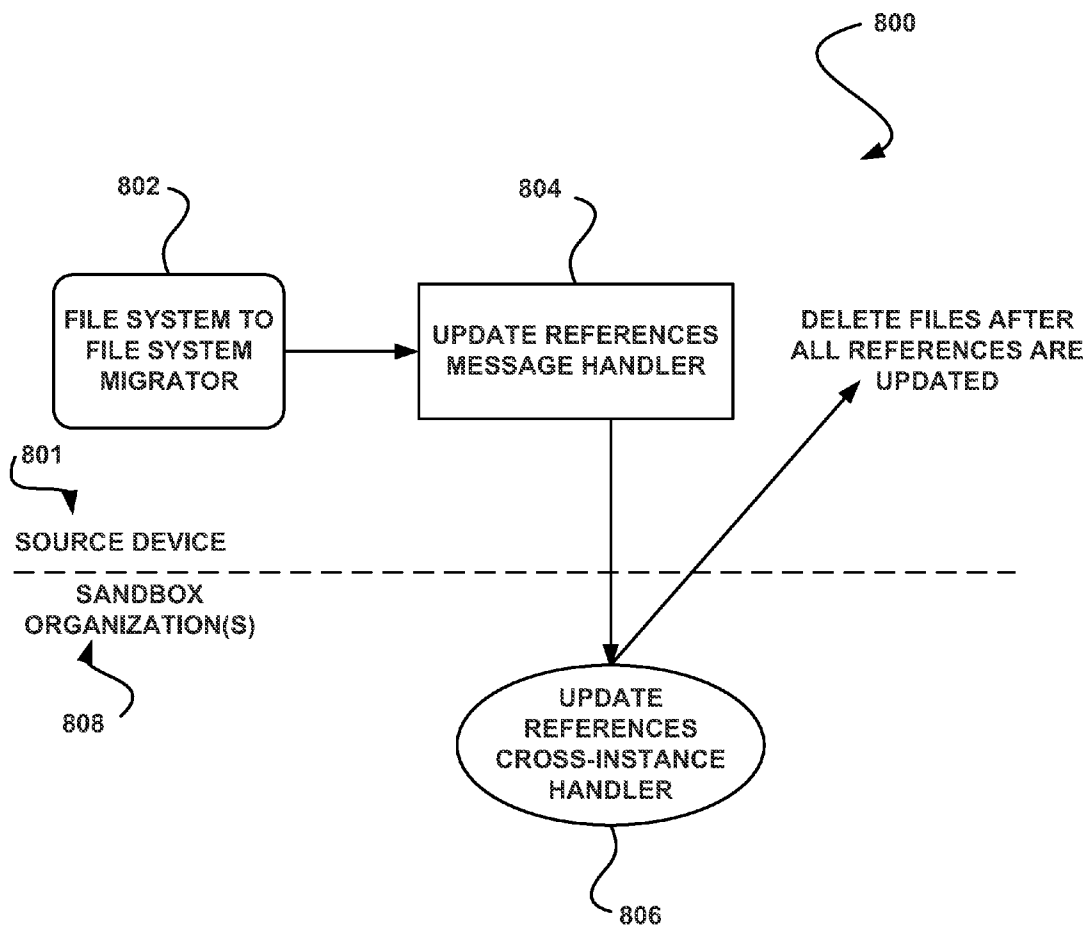 800
802
804
FILE SYSTEM TO
FILE SYSTEM
MIGRATOR
UPDATE REFERENCES
MESSAGE HANDLER
DELETE FILES AFTER
ALL REFERENCES ARE
UPDATED
801
SOURCE DEVICE
SANDBOX
ORGANIZATION(S)
808
UPDATE
REFERENCES
CROSS-INSTANCE
HANDLER
806